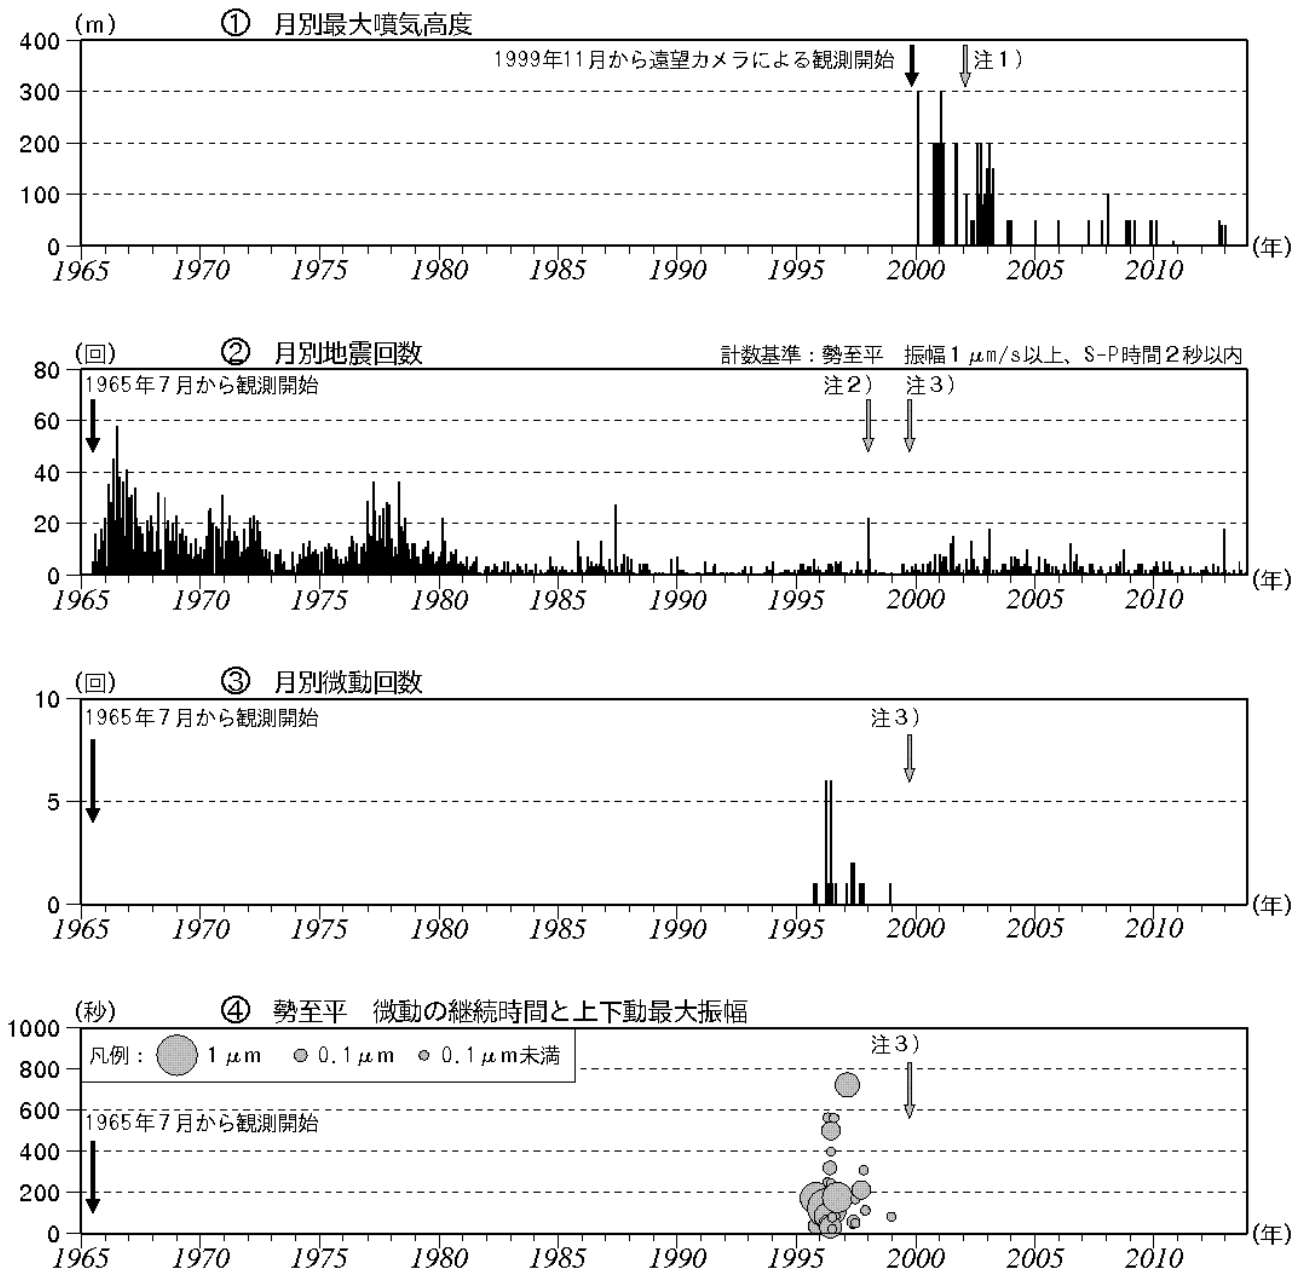 (m) ① 月別最大噴気高度
400
1999年11月から遠望カメラによる観測開始 注1)
300
200
100
0
1965 1970 1975 1980 1985 1990 1995 2000 2005 2010 (年)
(回) ② 月別地震回数 計数基準：勢至平 振幅1μm/s以上、S-P時間2秒以内
80
1965年7月から観測開始 注2) 注3)
60
40
20
0
1965 1970 1975 1980 1985 1990 1995 2000 2005 2010 (年)
(回) ③ 月別微動回数
10
1965年7月から観測開始 注3)
5
0
1965 1970 1975 1980 1985 1990 1995 2000 2005 2010 (年)
(秒) ④ 勢至平 微動の継続時間と上下動最大振幅
1000
凡例： 1μm 0.1μm 0.1μm未満 注3)
800
600
1965年7月から観測開始
400
200
0
1965 1970 1975 1980 1985 1990 1995 2000 2005 2010 (年)